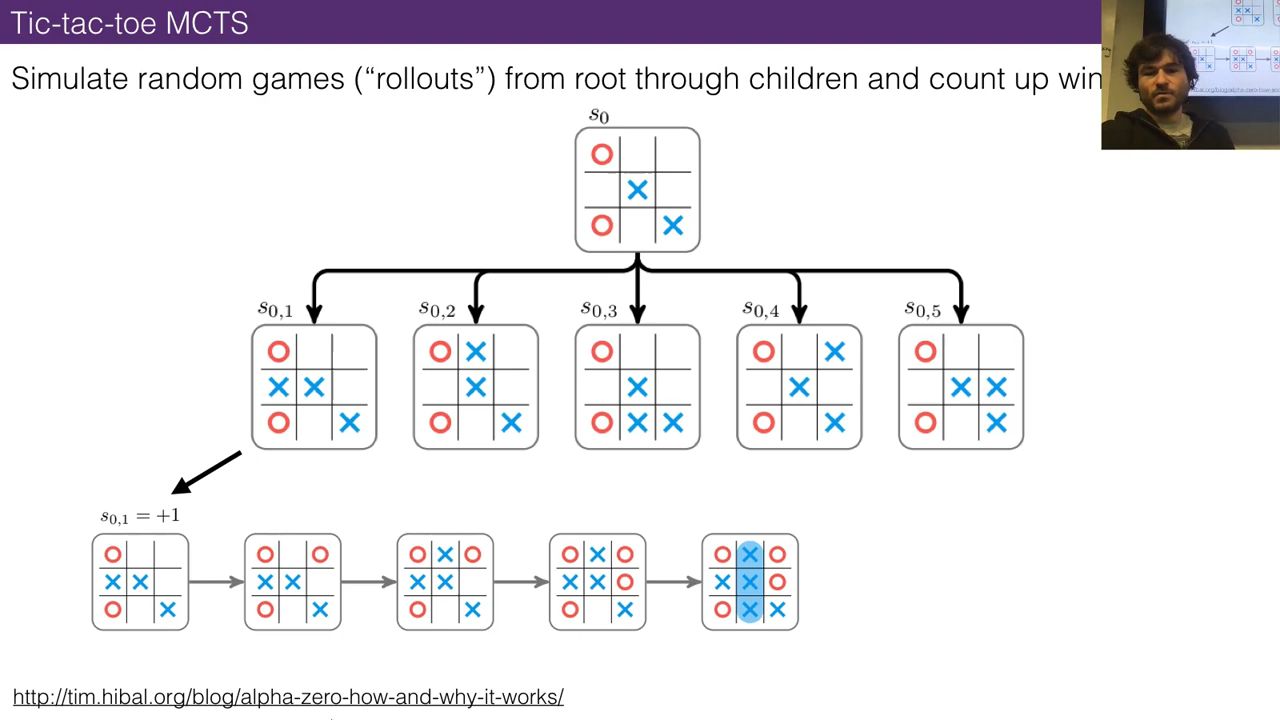 Tic-tac-toe MCTS
Simulate random games (“rollouts”) from root through children and count up win
s0
s0,1
s0,2
s0,3
s0,4
s0,5
s0,1 = +1
http://tim.hibal.org/blog/alpha-zero-how-and-why-it-works/